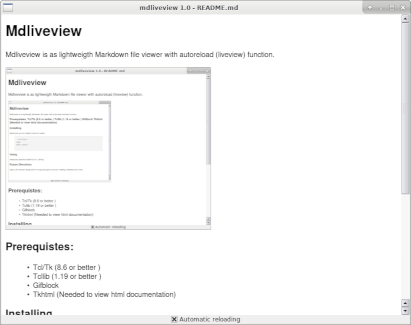 mdliveview 1.0 - README.md
Mdliveview
Mdliveview is as lightweigth Markdown file viewer with autoreload (liveview) function.
mdliveview 1.0 - README.md
Mdliveview
Mdliveview is as lightweigth Markdown file viewer with autoreload (liveview) function.
Mdliveview
Installing
Prerequistes:
• Tcl/Tk (8.6 or better )
• Tcllib (1.19 or better )
• Gifblock
• Tkhtml (Needed to view html documentation)
Installing
Automatic reloading
Prerequistes:
• Tcl/Tk (8.6 or better )
• Tcllib (1.19 or better )
• Gifblock
• Tkhtml (Needed to view html documentation)
Installing
Automatic reloading